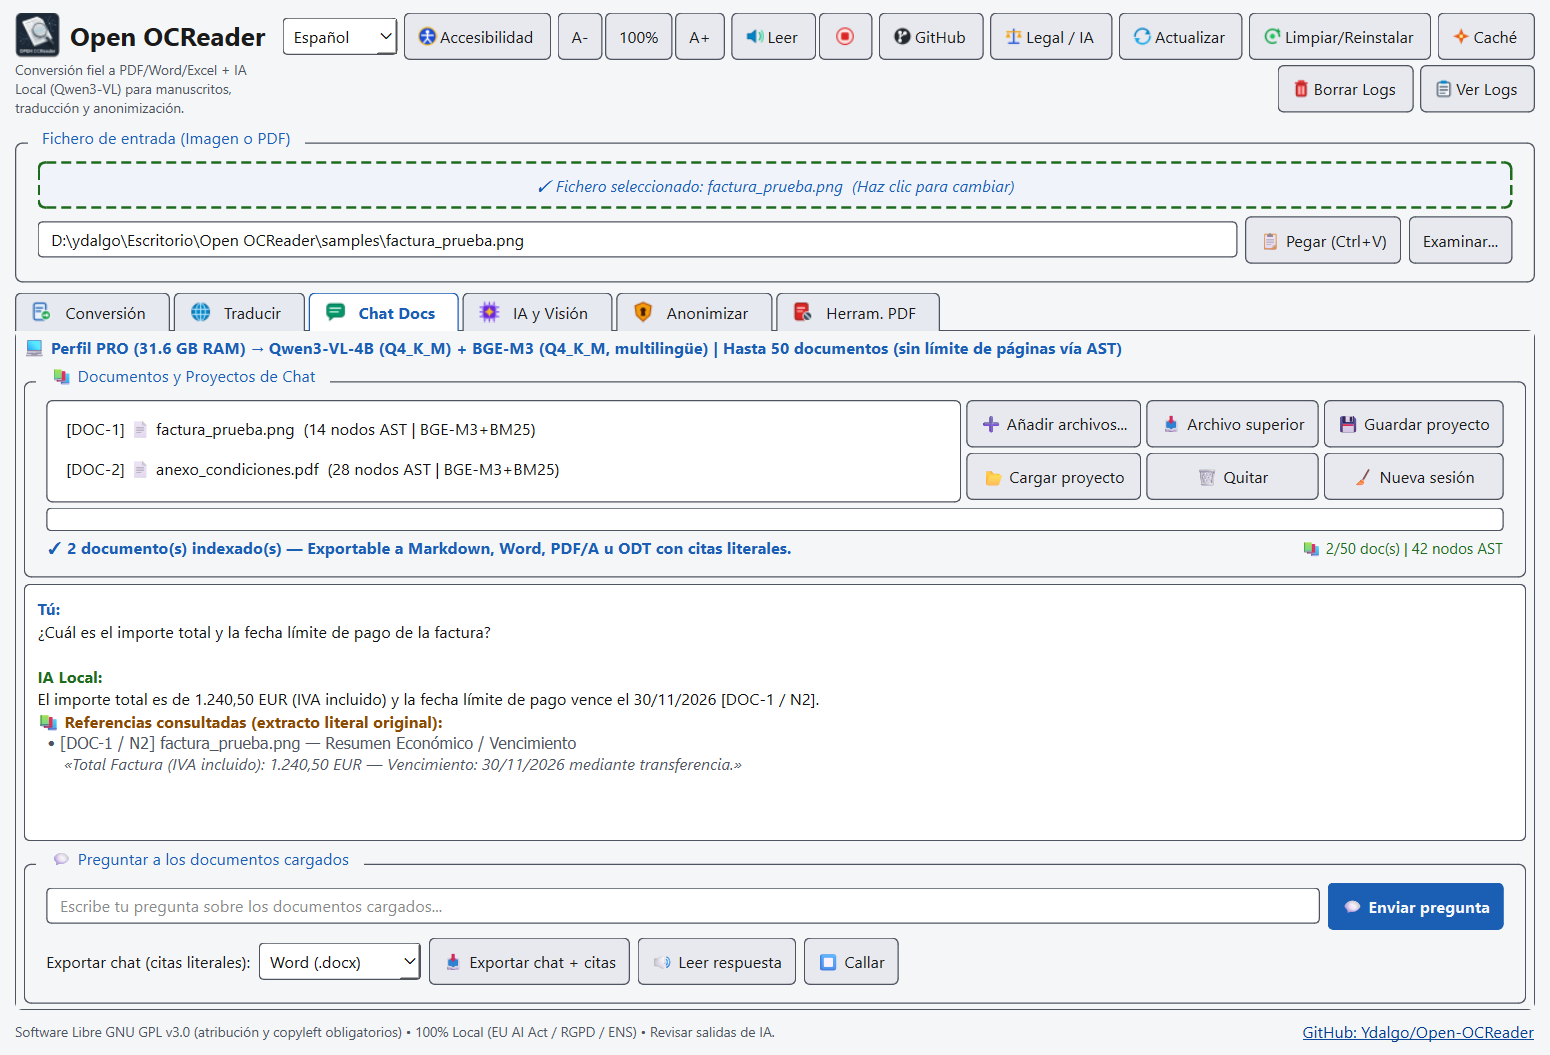 Open OCReader
Español
Accesibilidad
A-
100%
A+
Leer
GitHub
Legal / IA
Actualizar
Limpiar/Reinstalar
Caché
Conversión fiel a PDF/Word/Excel + IA
Local (Qwen3-VL) para manuscritos,
traducción y anonimización.
Borrar Logs
Ver Logs
Fichero de entrada (Imagen o PDF)
✓ Fichero seleccionado: factura_prueba.png (Haz clic para cambiar)
D:\ydalgo\Escritorio\Open OCReader\samples\factura_prueba.png
Pegar (Ctrl+V)
Examinar...
Conversión
Traducir
Chat Docs
IA y Visión
Anonimizar
Herram. PDF
Perfil PRO (31.6 GB RAM) → Qwen3-VL-4B (Q4_K_M) + BGE-M3 (Q4_K_M, multilingüe) | Hasta 50 documentos (sin límite de páginas vía AST)
Documentos y Proyectos de Chat
[DOC-1] factura_prueba.png (14 nodos AST | BGE-M3+BM25)
[DOC-2] anexo_condiciones.pdf (28 nodos AST | BGE-M3+BM25)
Añadir archivos...
Archivo superior
Guardar proyecto
Cargar proyecto
Quitar
Nueva sesión
✓ 2 documento(s) indexado(s) — Exportable a Markdown, Word, PDF/A u ODT con citas literales.
2/50 doc(s) | 42 nodos AST
Tú:
¿Cuál es el importe total y la fecha límite de pago de la factura?
IA Local:
El importe total es de 1.240,50 EUR (IVA incluido) y la fecha límite de pago vence el 30/11/2026 [DOC-1 / N2].
Referencias consultadas (extracto literal original):
• [DOC-1 / N2] factura_prueba.png — Resumen Económico / Vencimiento
«Total Factura (IVA incluido): 1.240,50 EUR — Vencimiento: 30/11/2026 mediante transferencia.»
Preguntar a los documentos cargados
Escribe tu pregunta sobre los documentos cargados...
Enviar pregunta
Exportar chat (citas literales):
Word (.docx)
Exportar chat + citas
Leer respuesta
Callar
Software Libre GNU GPL v3.0 (atribución y copyleft obligatorios) • 100% Local (EU AI Act / RGPD / ENS) • Revisar salidas de IA.
GitHub: Ydalgo/Open-OCReader